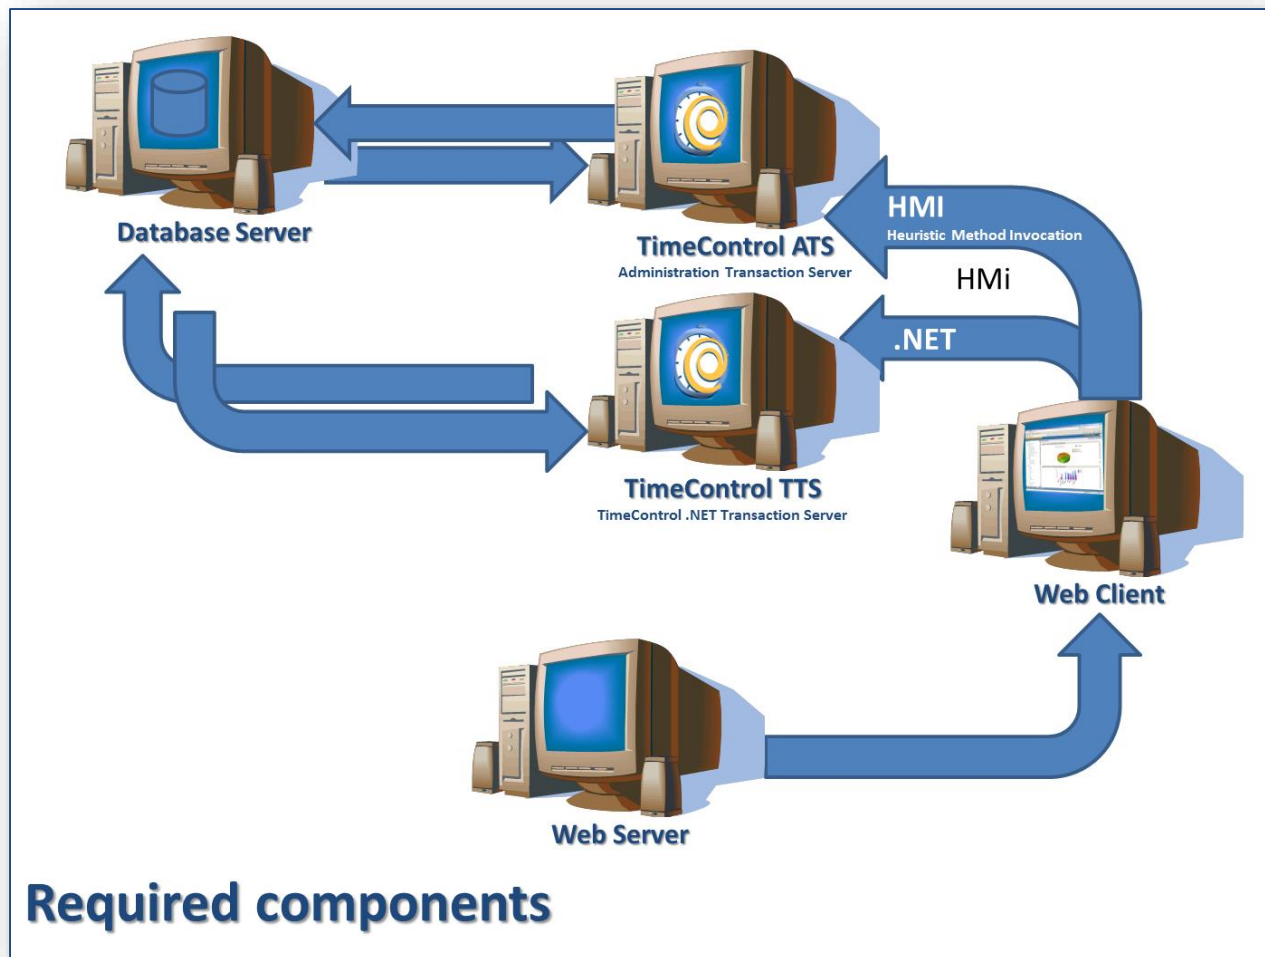 Database Server
TimeControl ATS
Administration Transaction Server
HMI
Heuristic Method Invocation
HMi
.NET
TimeControl TTS
TimeControl .NET Transaction Server
Web Client
Web Server
Required components